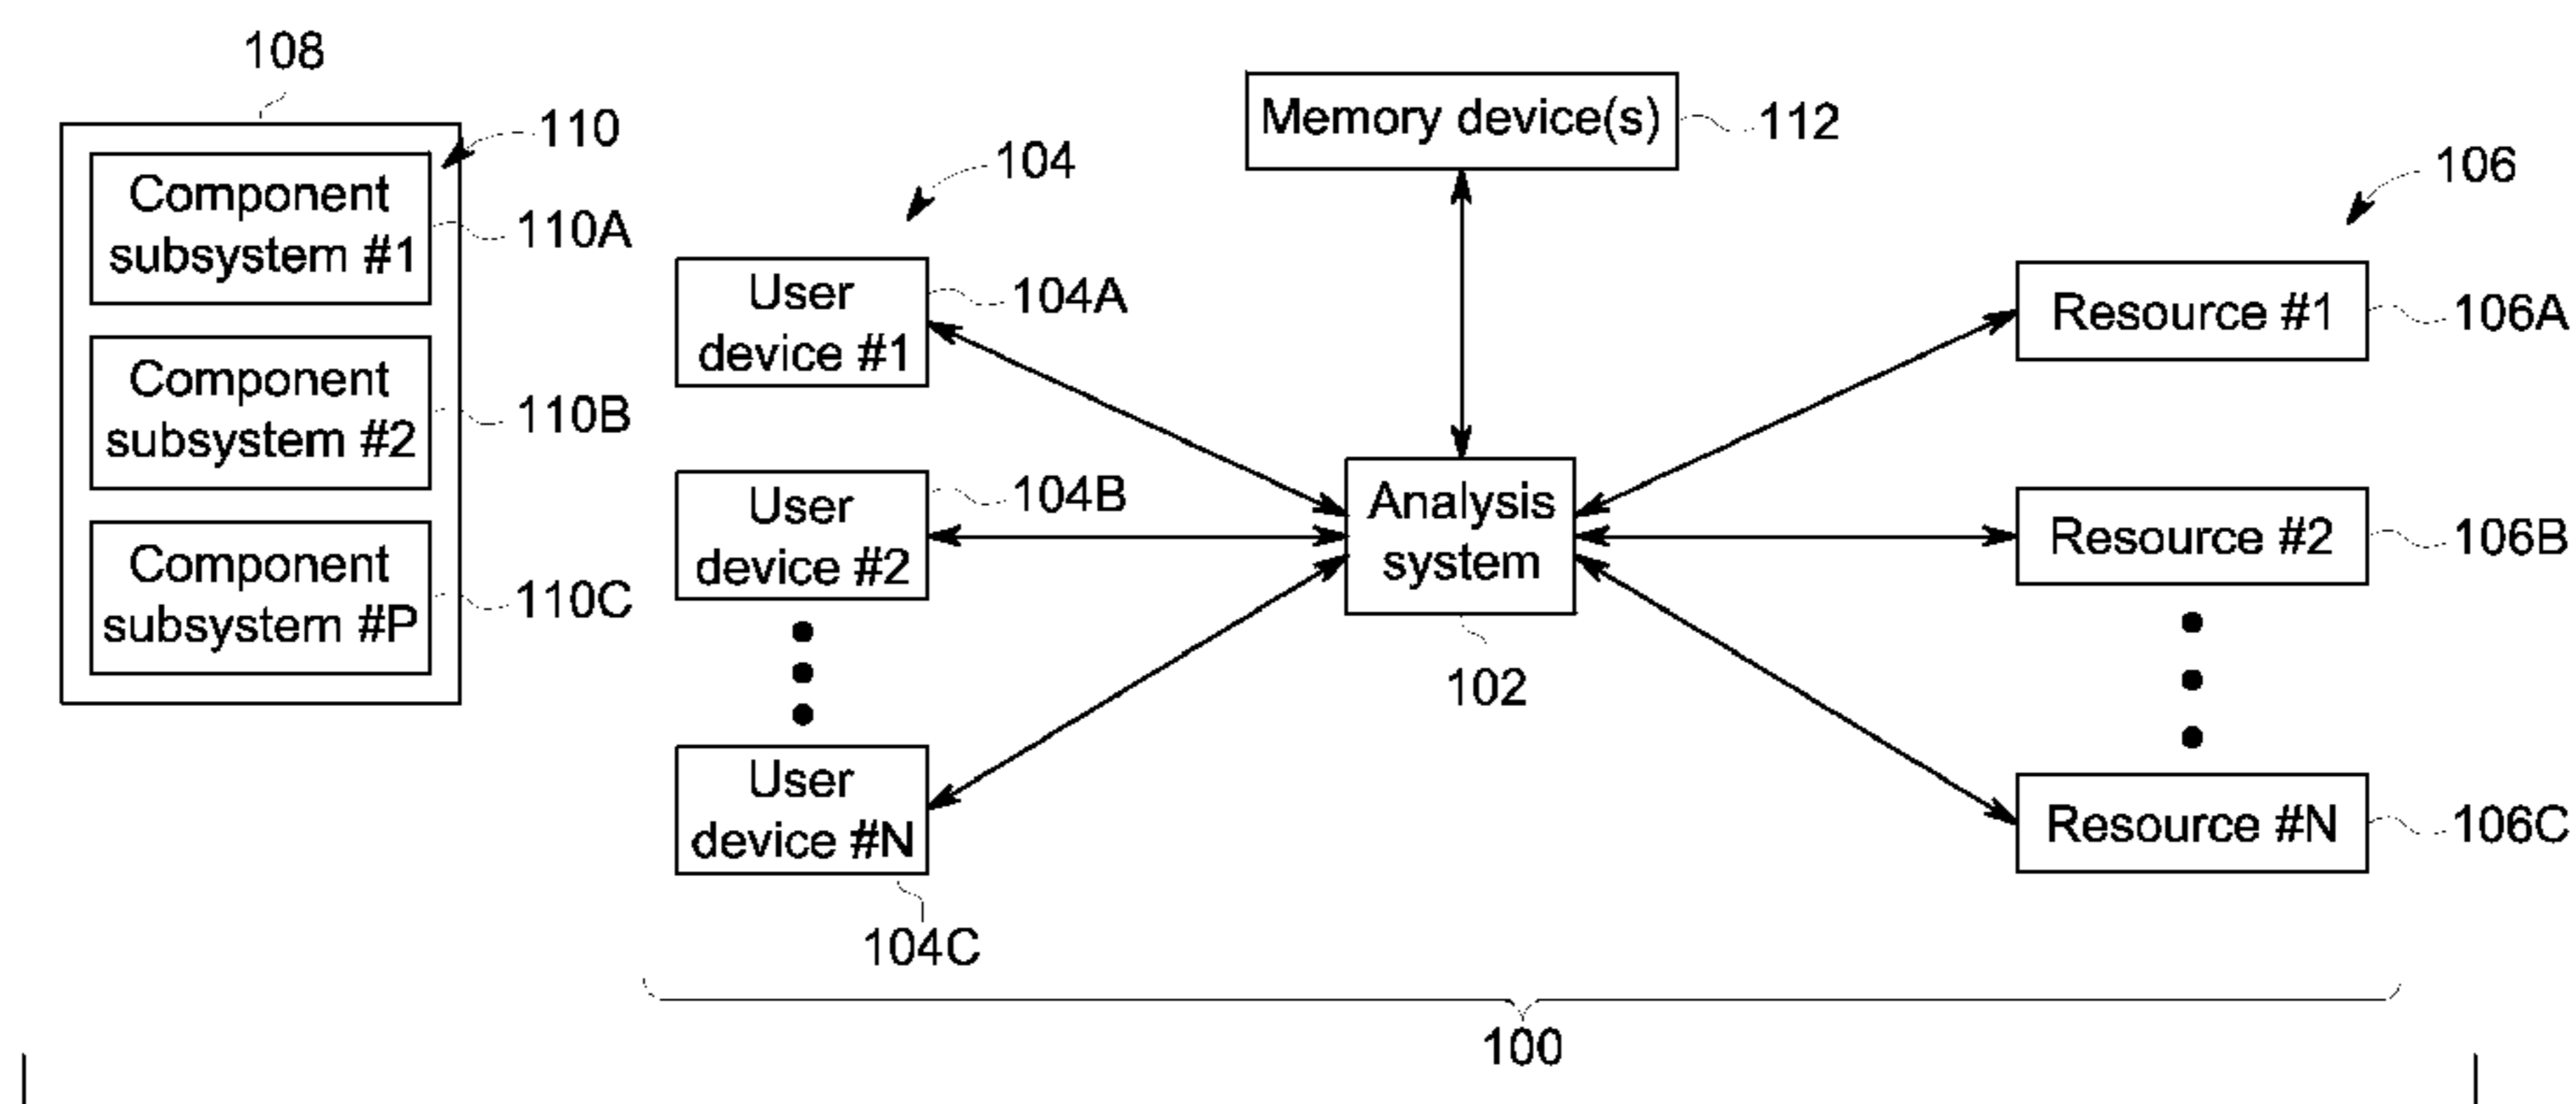 108
110
Component
subsystem #1
110A
Component
subsystem #2
110B
Component
subsystem #P
110C
104
User
device #1
104A
User
device #2
104B
User
device #N
104C
Memory device(s)
112
Analysis
system
102
106
Resource #1
106A
Resource #2
106B
Resource #N
106C
100